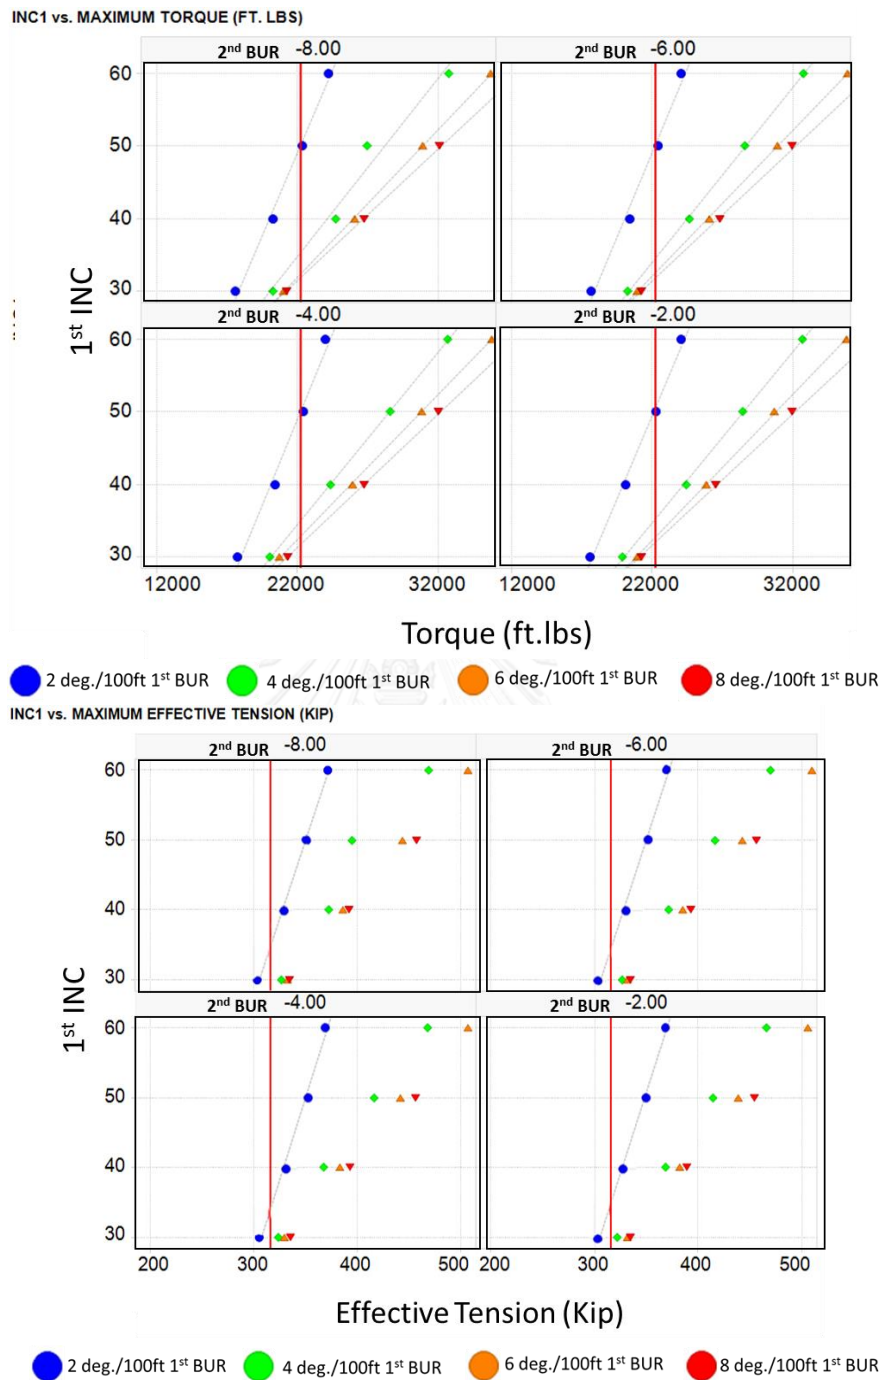 INC1 vs. MAXIMUM TORQUE (FT. LBS)
2nd BUR -8.00
2nd BUR -6.00
60
50
40
30
2nd BUR -4.00
2nd BUR -2.00
60
50
40
30
1st INC
12000 22000 32000 12000 22000 32000
Torque (ft.lbs)
2 deg./100ft 1st BUR 4 deg./100ft 1st BUR 6 deg./100ft 1st BUR 8 deg./100ft 1st BUR
INC1 vs. MAXIMUM EFFECTIVE TENSION (KIP)
2nd BUR -8.00
2nd BUR -6.00
60
50
40
30
2nd BUR -4.00
2nd BUR -2.00
60
50
40
30
1st INC
200 300 400 500 200 300 400 500
Effective Tension (Kip)
2 deg./100ft 1st BUR 4 deg./100ft 1st BUR 6 deg./100ft 1st BUR 8 deg./100ft 1st BUR